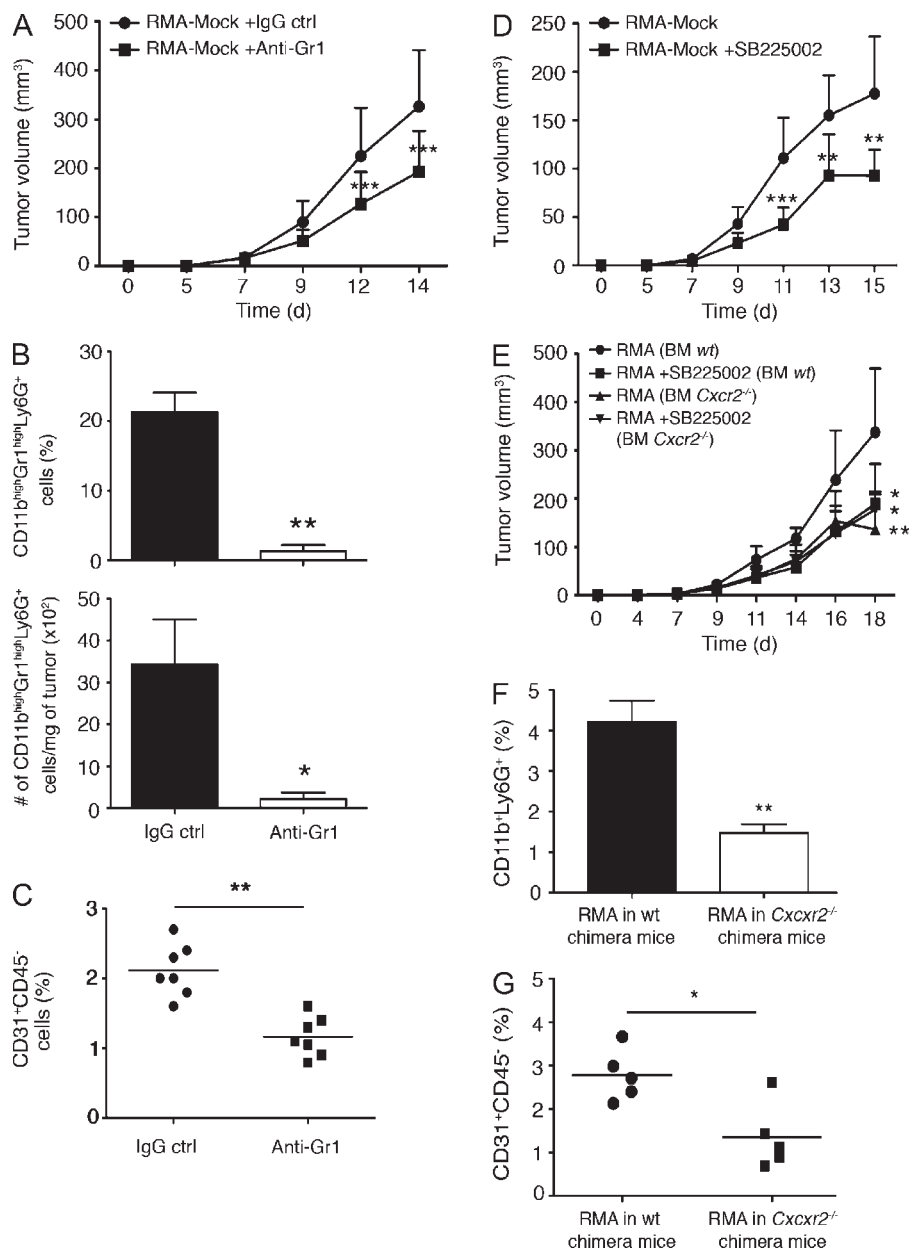 A
RMA-Mock +IgG ctrl
RMA-Mock +Anti-Gr1
Tumor volume (mm³)
500
400
300
200
100
0
***
***
0 5 7 9 12 14
Time (d)
B
CD11bʰⁱᵍʰGr1ʰⁱᵍʰLy6G⁺
cells (%)
30
20
10
0
**
# of CD11bʰⁱᵍʰGr1ʰⁱᵍʰLy6G⁺
cells/mg of tumor (x10²)
50
40
30
20
10
0
*
IgG ctrl Anti-Gr1
C
CD31⁺CD45⁻
cells (%)
3
2
1
0
**
IgG ctrl Anti-Gr1
D
RMA-Mock
RMA-Mock +SB225002
Tumor volume (mm³)
250
200
150
100
50
0
***
**
**
0 5 7 9 11 13 15
Time (d)
E
RMA (BM wt)
RMA +SB225002 (BM wt)
RMA (BM Cxcr2⁻/⁻)
RMA +SB225002
(BM Cxcr2⁻/⁻)
Tumor volume (mm³)
500
400
300
200
100
0
*
*
**
0 4 7 9 11 14 16 18
Time (d)
F
CD11b⁺Ly6G⁺ (%)
5
4
3
2
1
0
**
RMA in wt
chimera mice
RMA in Cxcxr2⁻/⁻
chimera mice
G
CD31⁺CD45⁻ (%)
5
4
3
2
1
0
*
RMA in wt
chimera mice
RMA in Cxcxr2⁻/⁻
chimera mice